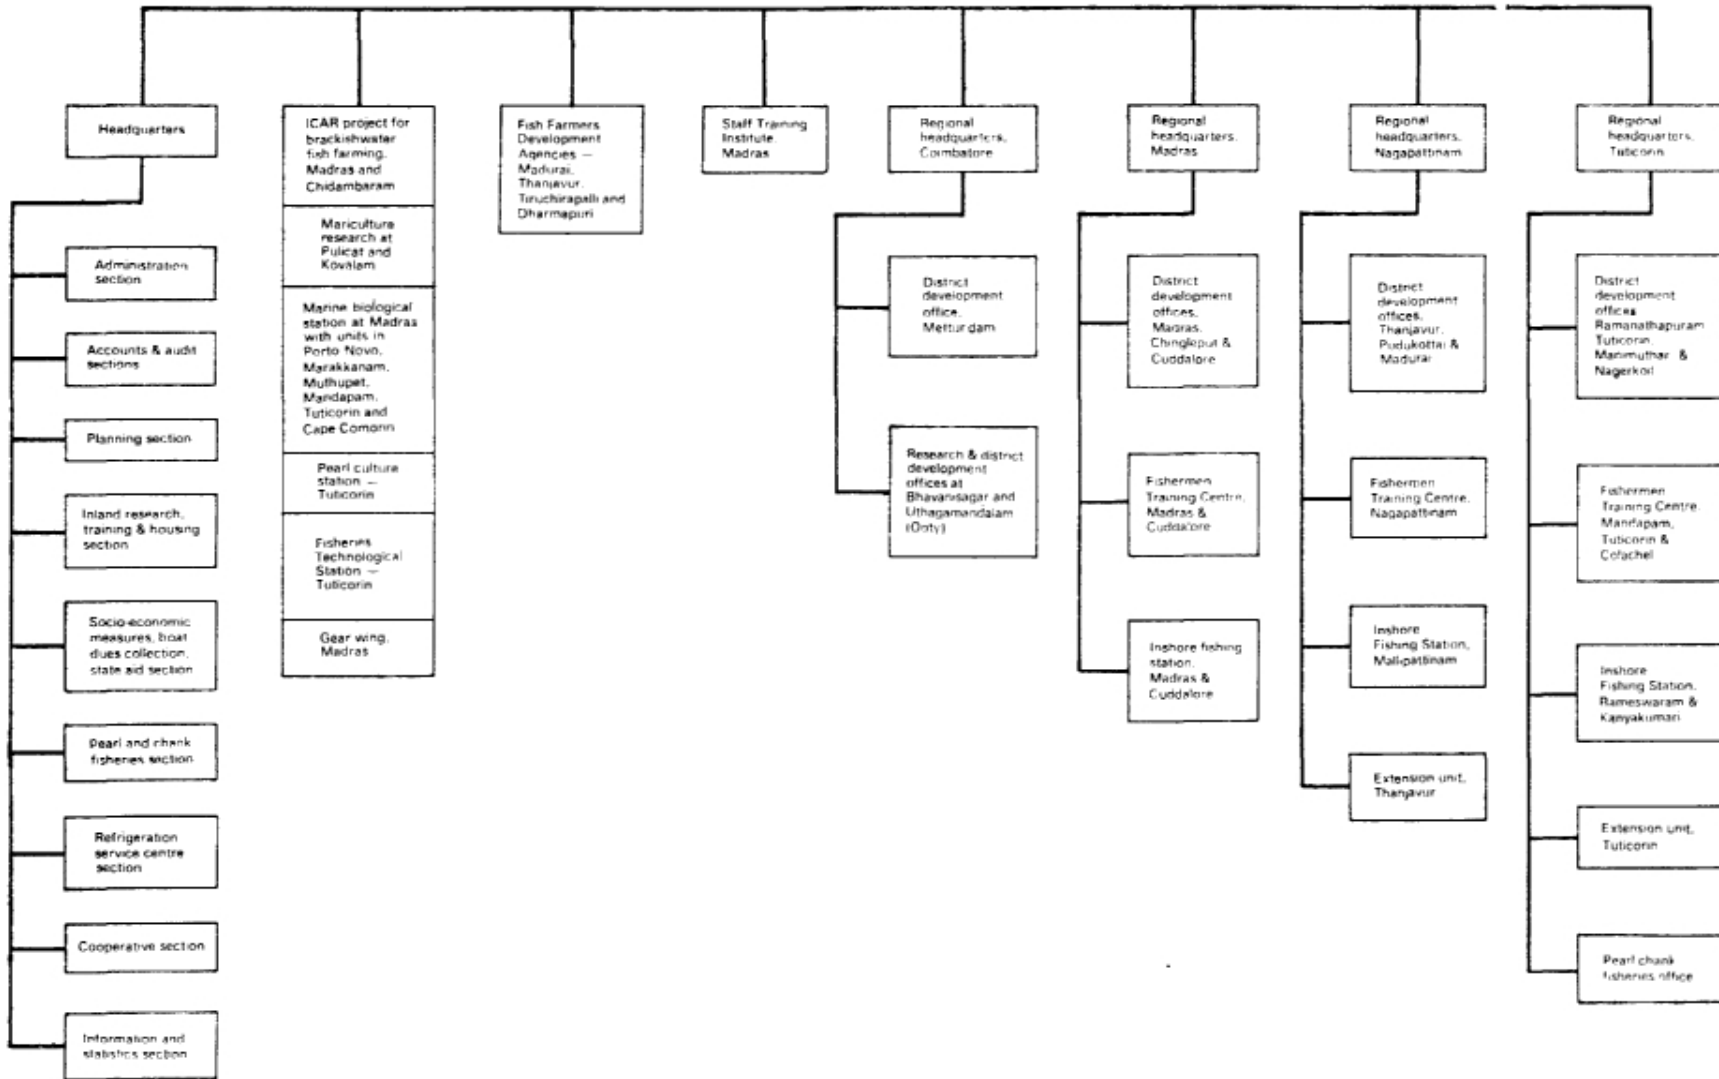 Headquarters
Administration
section
Accounts & audit
sections
Planning section
Inland research,
training & housing
section
Socio-economic
measures, boat
dues collection,
state aid section
Pearl and chank
fisheries section
Refrigeration
service centre
section
Cooperative section
Information and
statistics section
ICAR project for
brackishwater
fish farming,
Madras and
Chidambaram
Mariculture
research at
Pulicat and
Kovalam
Marine biological
station at Madras
with units in
Porto Novo,
Marakkanam,
Muthupet,
Mandapam,
Tuticorin and
Cape Comorin
Pearl culture
station —
Tuticorin
Fisheries
Technological
Station —
Tuticorin
Gear wing,
Madras
Fish Farmers
Development
Agencies —
Madurai,
Thanjavur,
Tiruchirapalli and
Dharmapuri
Staff Training
Institute,
Madras
Regional
headquarters,
Coimbatore
District
development
office,
Mettur dam
Research & district
development
offices at
Bhavanisagar and
Uthagamandalam
(Ooty)
Regional
headquarters,
Madras
District
development
offices,
Madras,
Chingleput &
Cuddalore
Fishermen
Training Centre,
Madras &
Cuddalore
Inshore fishing
station,
Madras &
Cuddalore
Regional
headquarters,
Nagapattinam
District
development
offices,
Thanjavur,
Pudukottai &
Madurai
Fishermen
Training Centre,
Nagapattinam
Inshore
Fishing Station,
Mallipattinam
Extension unit,
Thanjavur
Regional
headquarters,
Tuticorin
District
development
offices
Ramanathapuram
Tuticorin,
Manimuthar &
Nagerkoil
Fishermen
Training Centre,
Mandapam,
Tuticorin &
Colachel
Inshore
Fishing Station,
Rameswaram &
Kanyakumari
Extension unit,
Tuticorin
Pearl chank
fisheries office